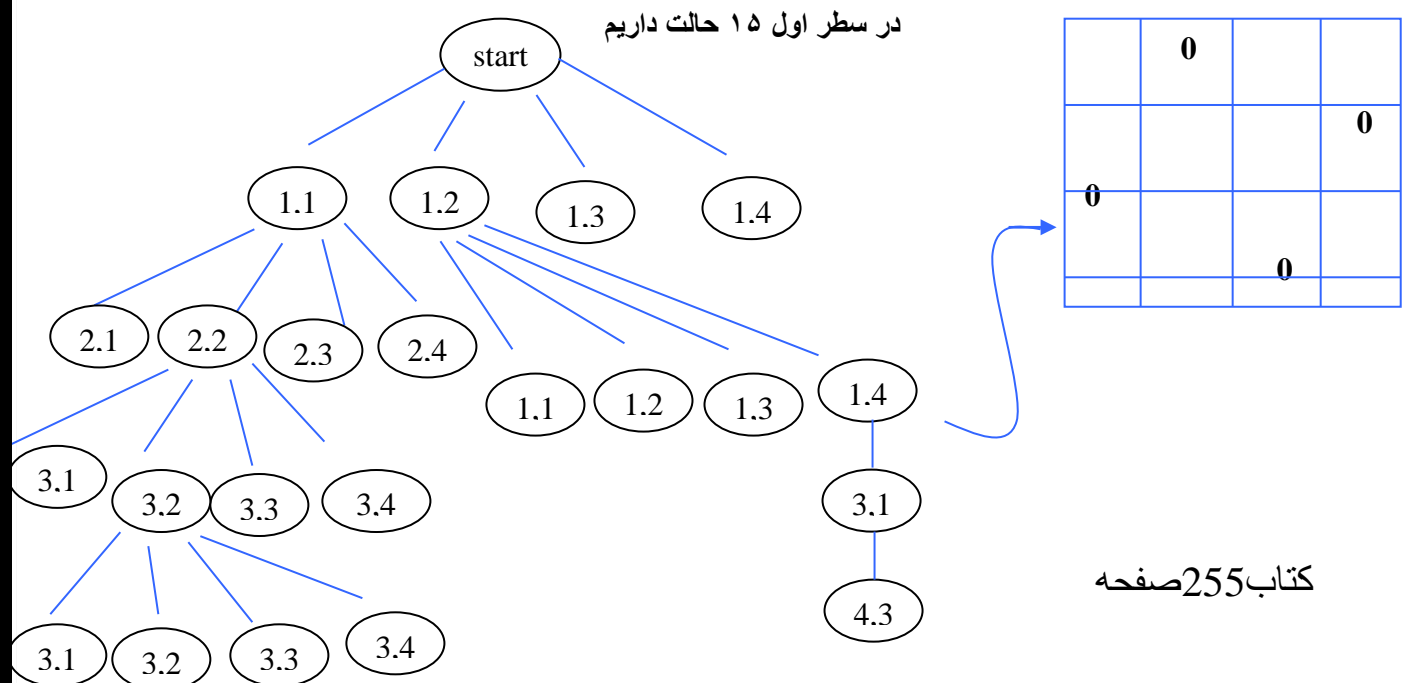 در سطر اول ۱۵ حالت داریم
start
0
0
1,1 1,2 1,3 1,4
0
0
2,1 2,2 2,3 2,4
1,1 1,2 1,3 1,4
3,1 3,2 3,3 3,4
3,1
4,3
کتاب255صفحه
3,1 3,2 3,3 3,4